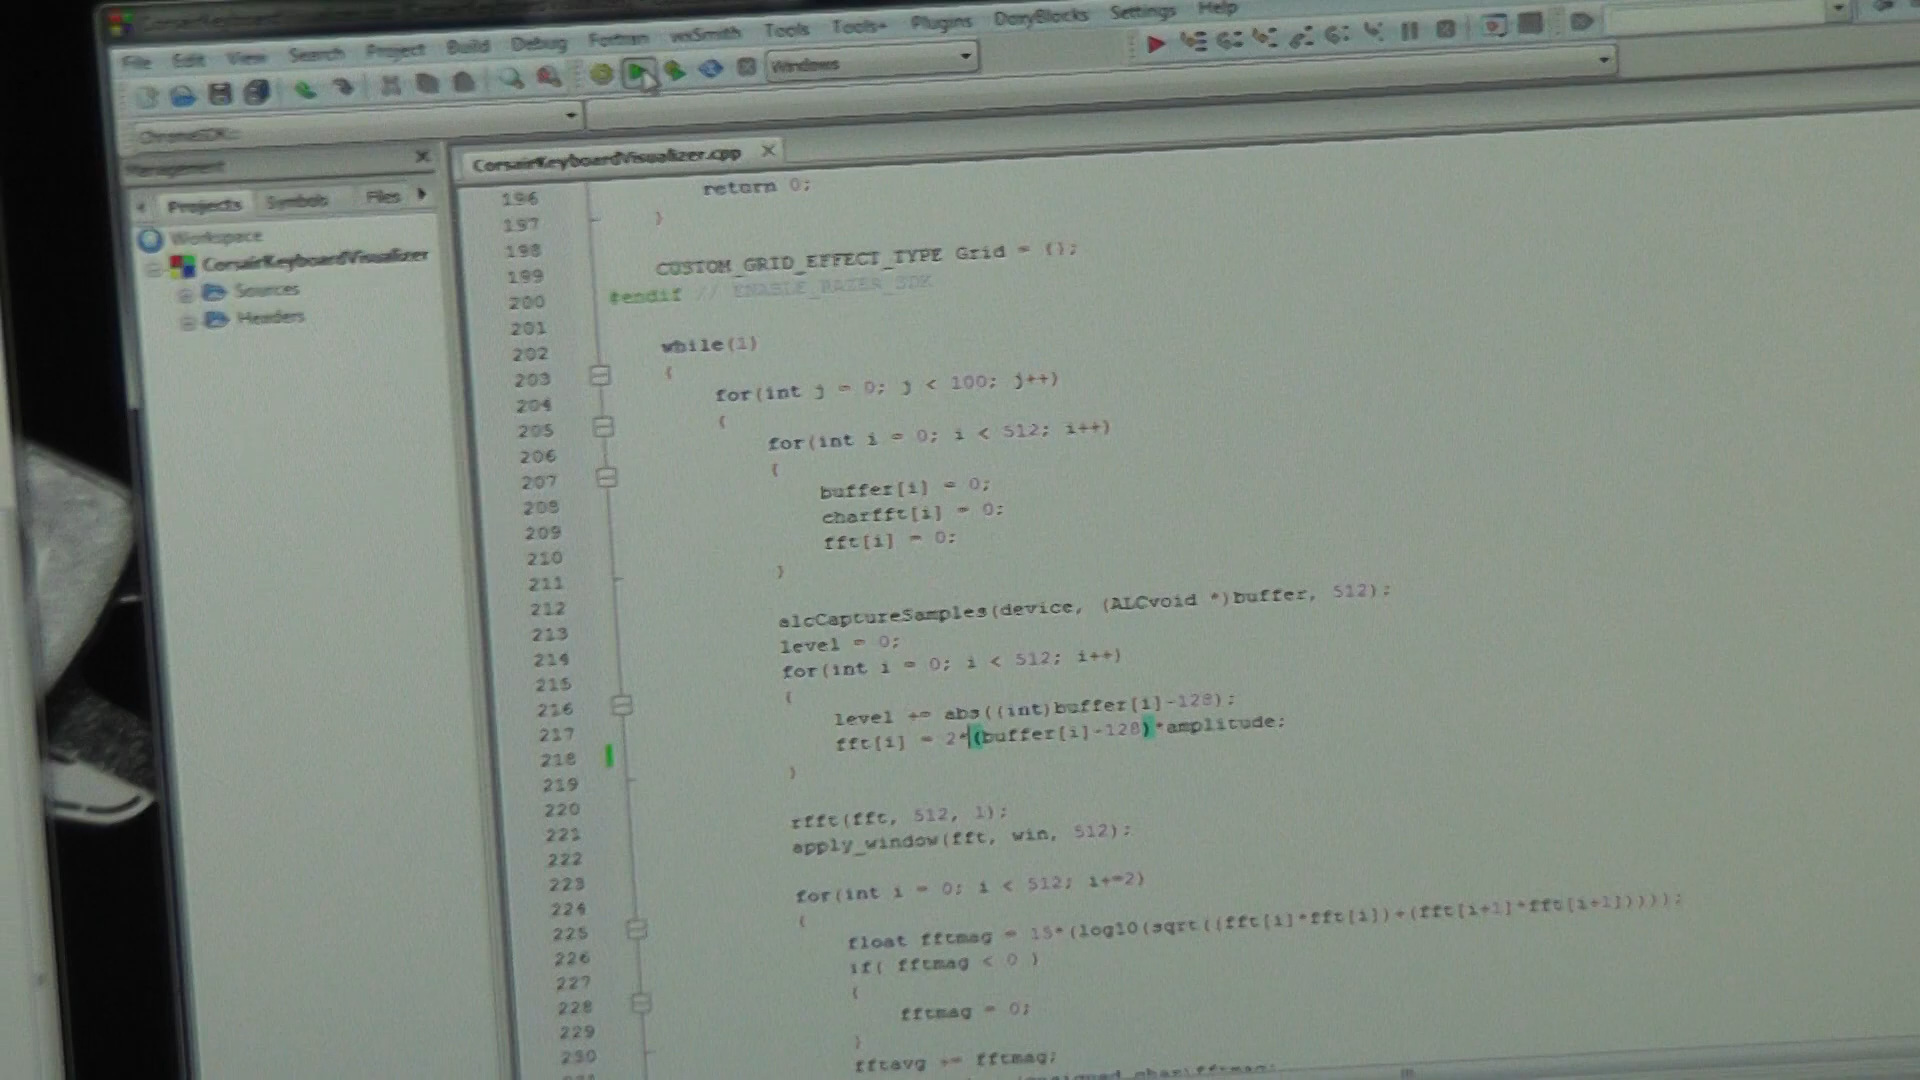 CorsairKeyboard
File Edit View Search Project Build Debug Fortran wxSmith Tools Tools+ Plugins DoxyBlocks Settings Help
Windows
ChromaSDK::
Management
CorsairKeyboardVisualizer.cpp
Projects Symbols Files
Workspace
CorsairKeyboardVisualizer
Sources
Headers
196 return 0;
197 }
198
199 CUSTOM_GRID_EFFECT_TYPE Grid = {};
200 #endif // ENABLE_RAZER_SDK
201
202 while(1)
203 {
204 for(int j = 0; j < 100; j++)
205 {
206 for(int i = 0; i < 512; i++)
207 {
208 buffer[i] = 0;
209 charfft[i] = 0;
210 fft[i] = 0;
211 }
212
213 alcCaptureSamples(device, (ALCvoid *)buffer, 512);
214 level = 0;
215 for(int i = 0; i < 512; i++)
216 {
217 level += abs((int)buffer[i]-128);
218 fft[i] = 2*(buffer[i]-128)*amplitude;
219 }
220
221 rfft(fft, 512, 1);
222 apply_window(fft, win, 512);
223
224 for(int i = 0; i < 512; i+=2)
225 {
226 float fftmag = 15*(log10(sqrt((fft[i]*fft[i])+(fft[i+1]*fft[i+1]))));
227 if( fftmag < 0 )
228 {
229 fftmag = 0;
230 }
fftavg += fftmag;